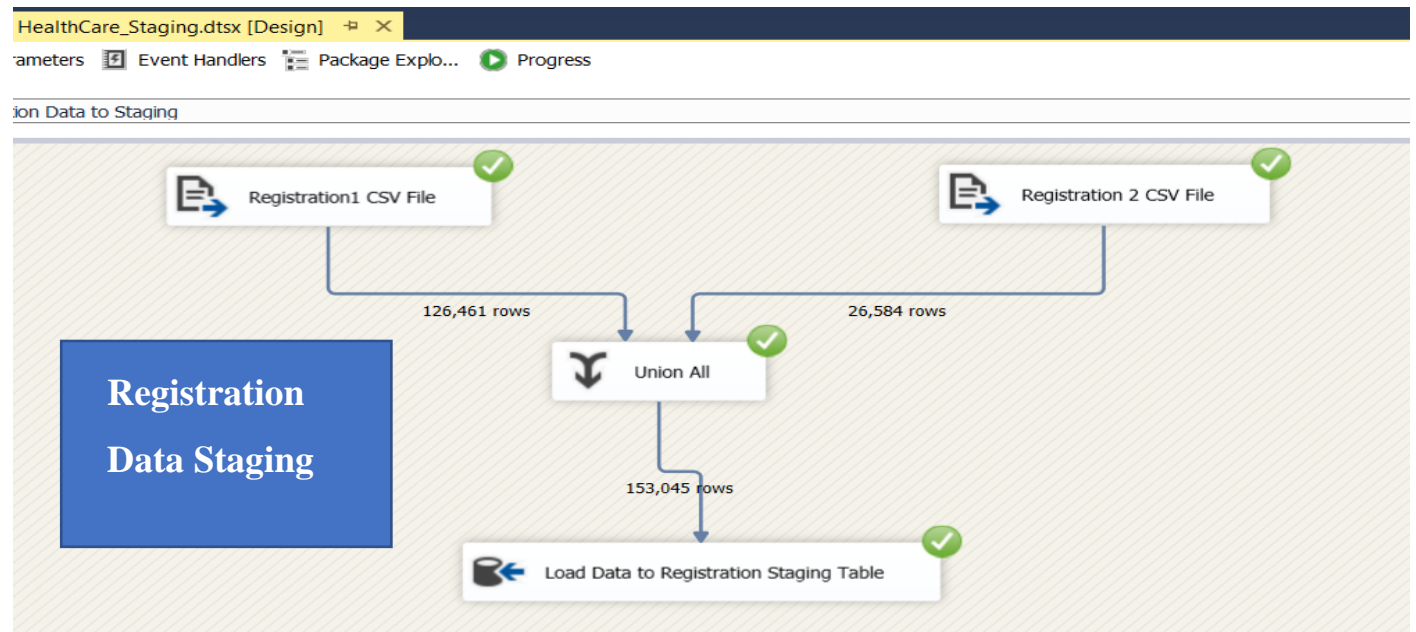 HealthCare_Staging.dtsx [Design]
rameters Event Handlers Package Explo... Progress
ion Data to Staging
Registration1 CSV File
Registration 2 CSV File
126,461 rows
26,584 rows
Union All
Registration
Data Staging
153,045 rows
Load Data to Registration Staging Table